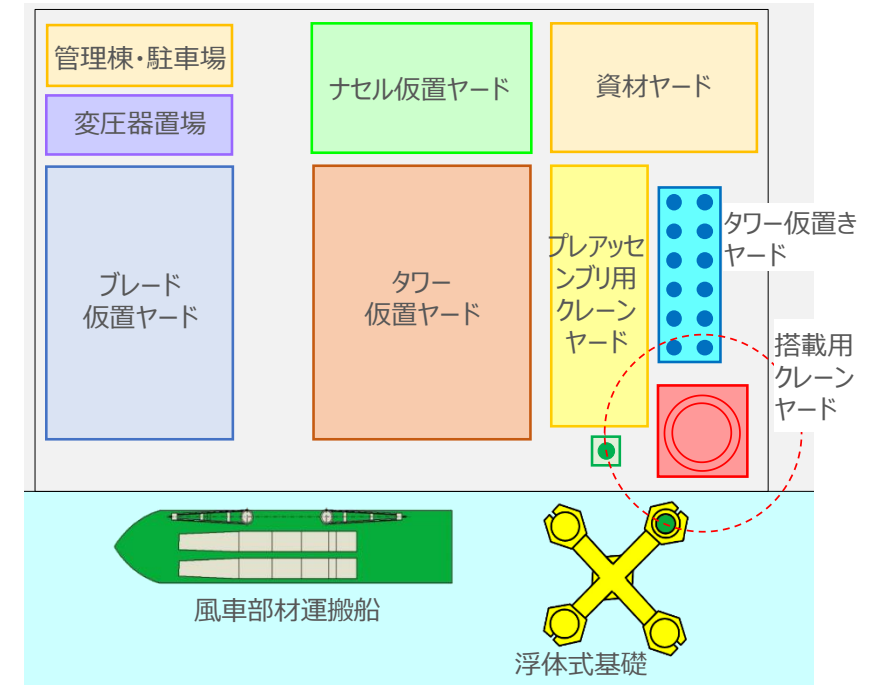 管理棟・駐車場
ナセル仮置ヤード
資材ヤード
変圧器置場
ブレード
仮置ヤード
タワー
仮置ヤード
プレアッセ
ンブリ用
クレーン
ヤード
タワー仮置き
ヤード
搭載用
クレーン
ヤード
風車部材運搬船
浮体式基礎